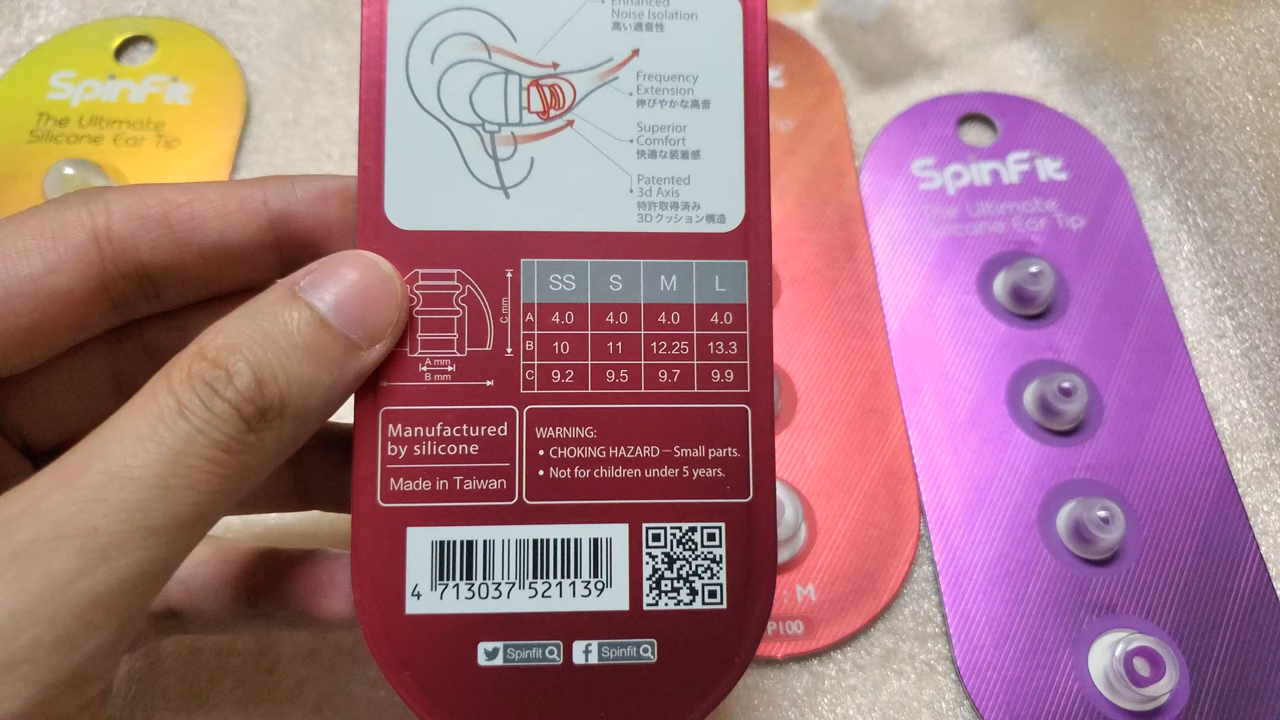 SpinFit
The Ultimate
Silicone Ear Tip
Enhanced
Noise Isolation
高い遮音性
Frequency
Extension
伸びやかな高音
Superior
Comfort
快適な装着感
Patented
3d Axis
特許取得済み
3Dクッション構造
C mm
A mm
B mm
SS S M L
A 4.0 4.0 4.0 4.0
B 10 11 12.25 13.3
C 9.2 9.5 9.7 9.9
Manufactured
by silicone
Made in Taiwan
WARNING:
• CHOKING HAZARD — Small parts.
• Not for children under 5 years.
4 713037 521139
Spinfit
Spinfit
: M
P100
SpinFit
The Ultimate
Silicone Ear Tip